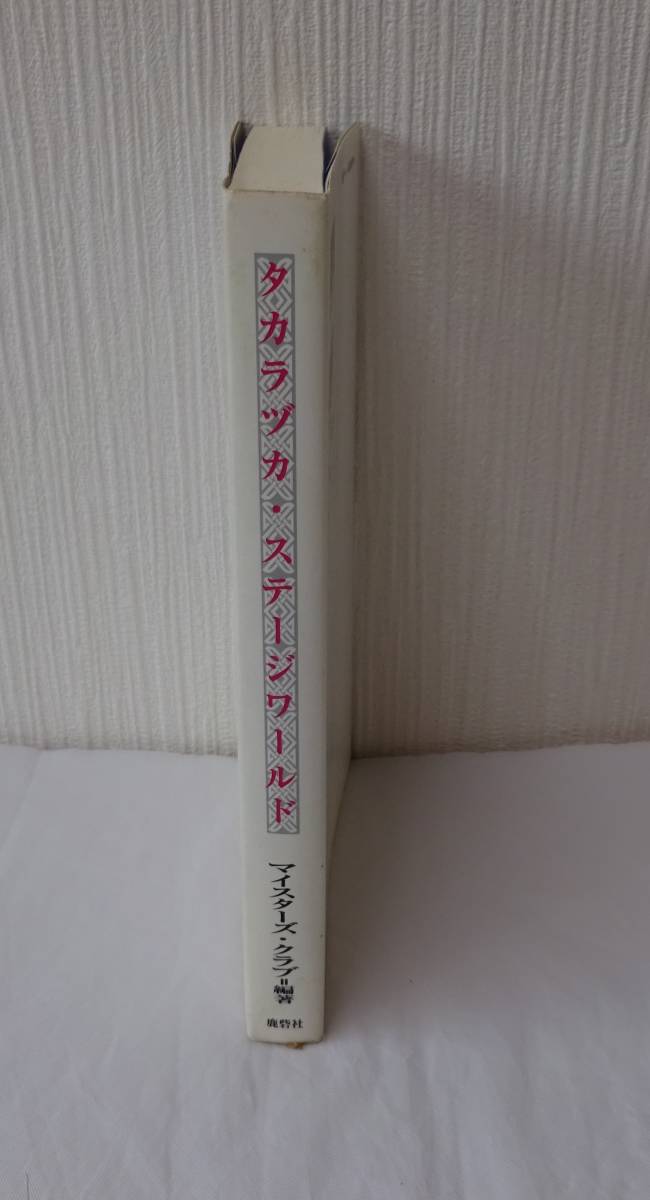 タカラヅカ・ステージワールド
マイスターズ・クラブ=編著
鹿砦社